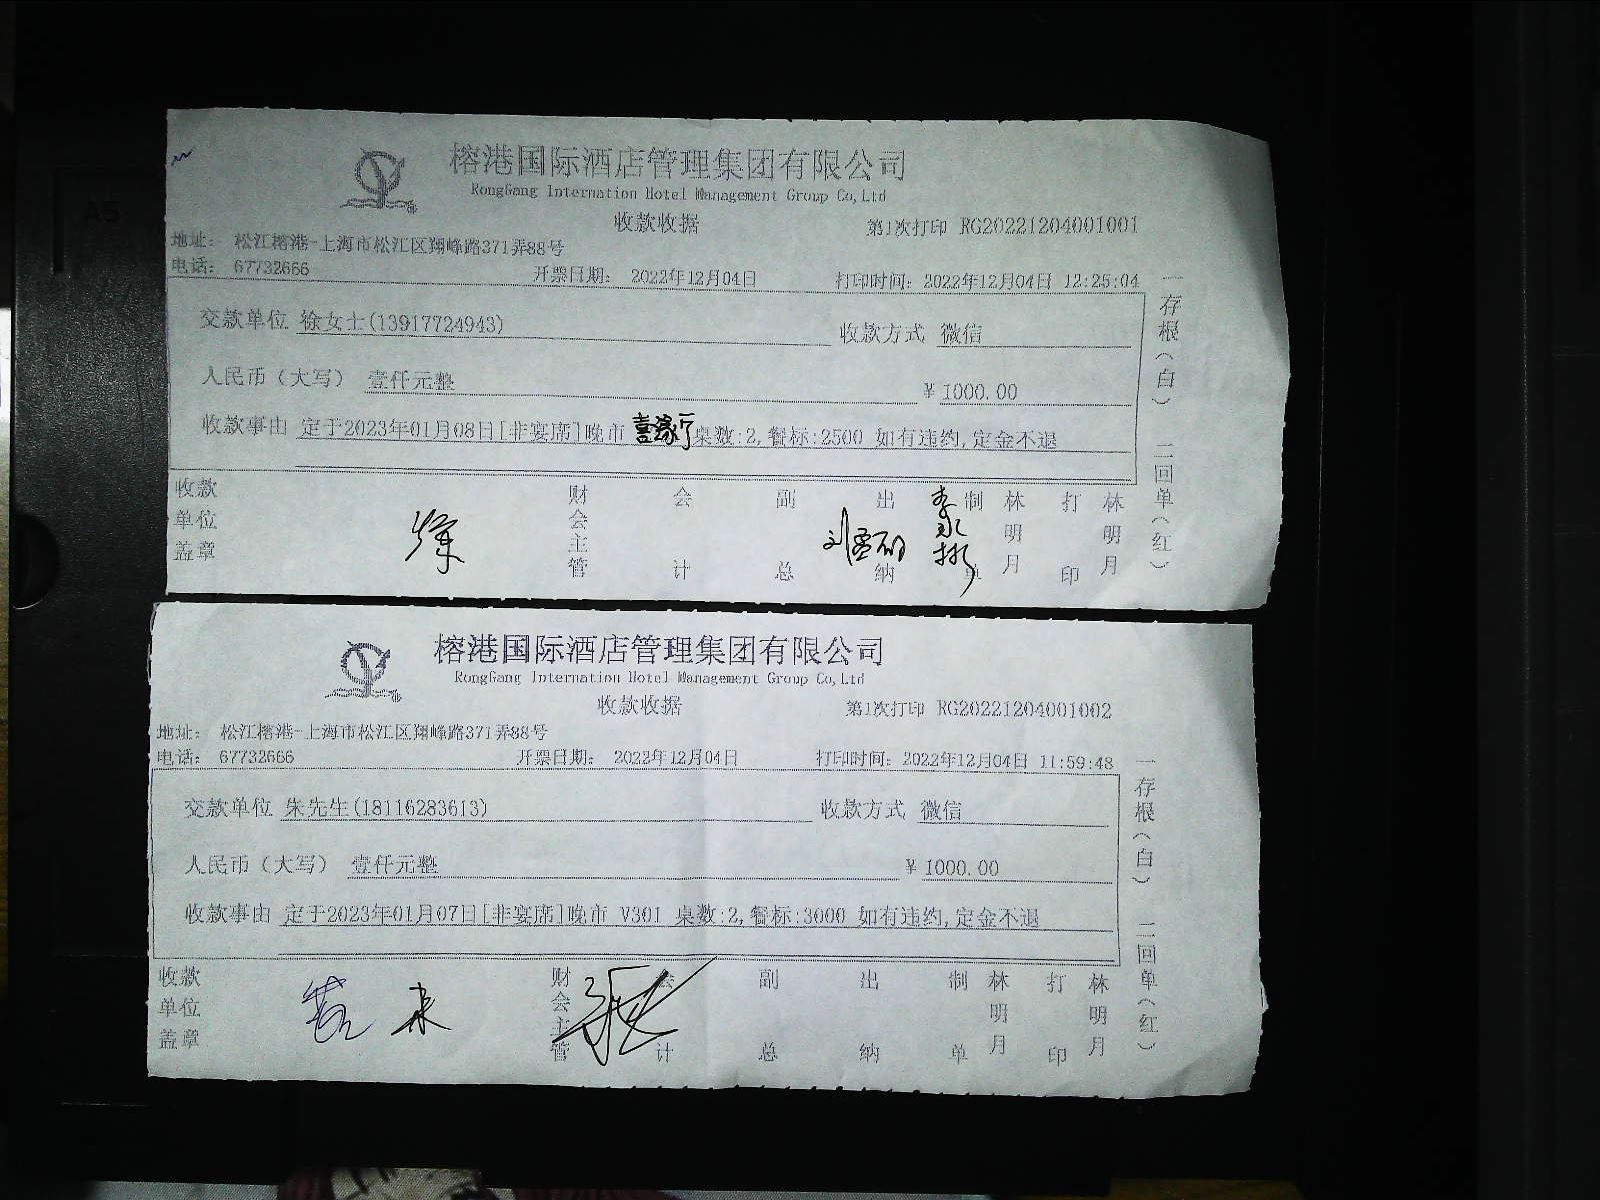 榕港国际酒店管理集团有限公司
RongGang Internation Hotel Management Group Co,Ltd
收款收据
第1次打印 RG20221204001001
地址： 松江榕港-上海市松江区翔峰路371弄88号
电话： 67732666
开票日期： 2022年12月04日
打印时间：2022年12月04日 12:25:04
交款单位 徐女士(13917724943)
收款方式 微信
人民币（大写） 壹仟元整
¥ 1000.00
收款事由 定于2023年01月08日[非宴席]晚市 喜缘厅 桌数:2,餐标:2500 如有违约,定金不退
收款单位盖章 徐 财会主管 会计 副总 出纳 制单 林明月 打印 林明月
一存根（白） 二回单（红）
榕港国际酒店管理集团有限公司
RongGang Internation Hotel Management Group Co,Ltd
收款收据
第1次打印 RG20221204001002
地址： 松江榕港-上海市松江区翔峰路371弄88号
电话： 67732666
开票日期： 2022年12月04日
打印时间：2022年12月04日 11:59:48
交款单位 朱先生(18116283613)
收款方式 微信
人民币（大写） 壹仟元整
¥ 1000.00
收款事由 定于2023年01月07日[非宴席]晚市 V301 桌数:2,餐标:3000 如有违约,定金不退
收款单位盖章 财会主管 会计 副总 出纳 制单 林明月 打印 林明月
一存根（白） 二回单（红）